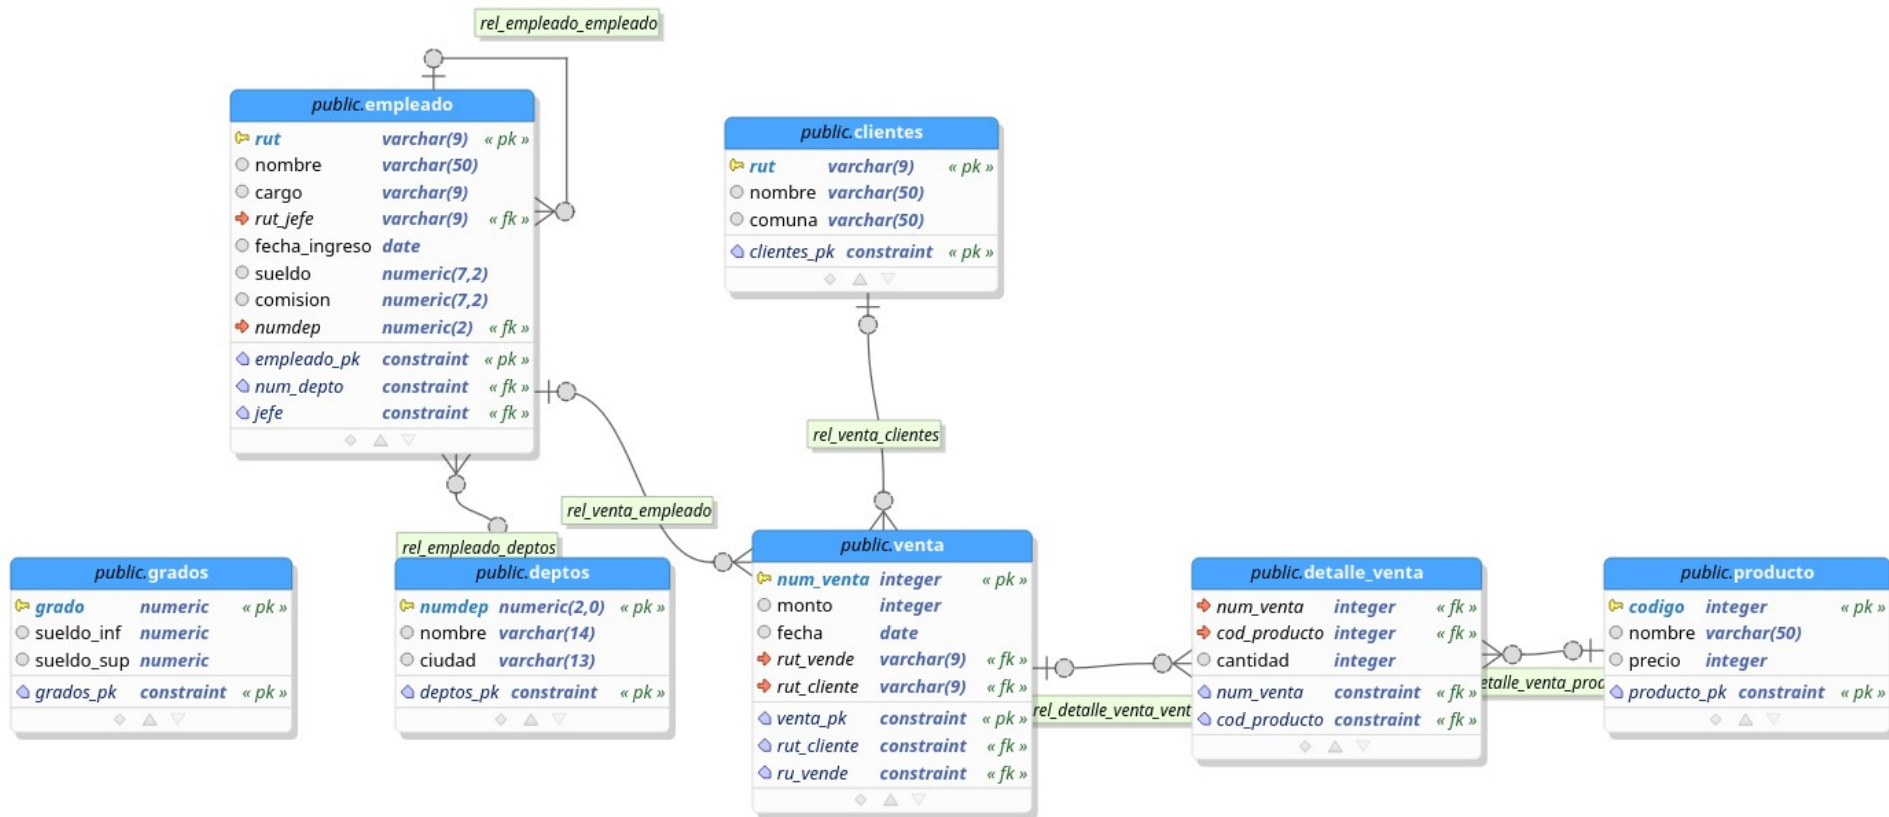 rel_empleado_empleado
public.empleado
rut varchar(9) « pk »
nombre varchar(50)
cargo varchar(9)
rut_jefe varchar(9) « fk »
fecha_ingreso date
sueldo numeric(7,2)
comision numeric(7,2)
numdep numeric(2) « fk »
empleado_pk constraint « pk »
num_depto constraint « fk »
jefe constraint « fk »
public.clientes
rut varchar(9) « pk »
nombre varchar(50)
comuna varchar(50)
clientes_pk constraint « pk »
rel_venta_clientes
rel_venta_empleado
rel_empleado_deptos
public.grados
grado numeric « pk »
sueldo_inf numeric
sueldo_sup numeric
grados_pk constraint « pk »
public.deptos
numdep numeric(2,0) « pk »
nombre varchar(14)
ciudad varchar(13)
deptos_pk constraint « pk »
public.venta
num_venta integer « pk »
monto integer
fecha date
rut_vende varchar(9) « fk »
rut_cliente varchar(9) « fk »
venta_pk constraint « pk »
rut_cliente constraint « fk »
ru_vende constraint « fk »
rel_detalle_venta_vent
public.detalle_venta
num_venta integer « fk »
cod_producto integer « fk »
cantidad integer
num_venta constraint « fk »
cod_producto constraint « fk »
etalle_venta_prod
public.producto
codigo integer « pk »
nombre varchar(50)
precio integer
producto_pk constraint « pk »